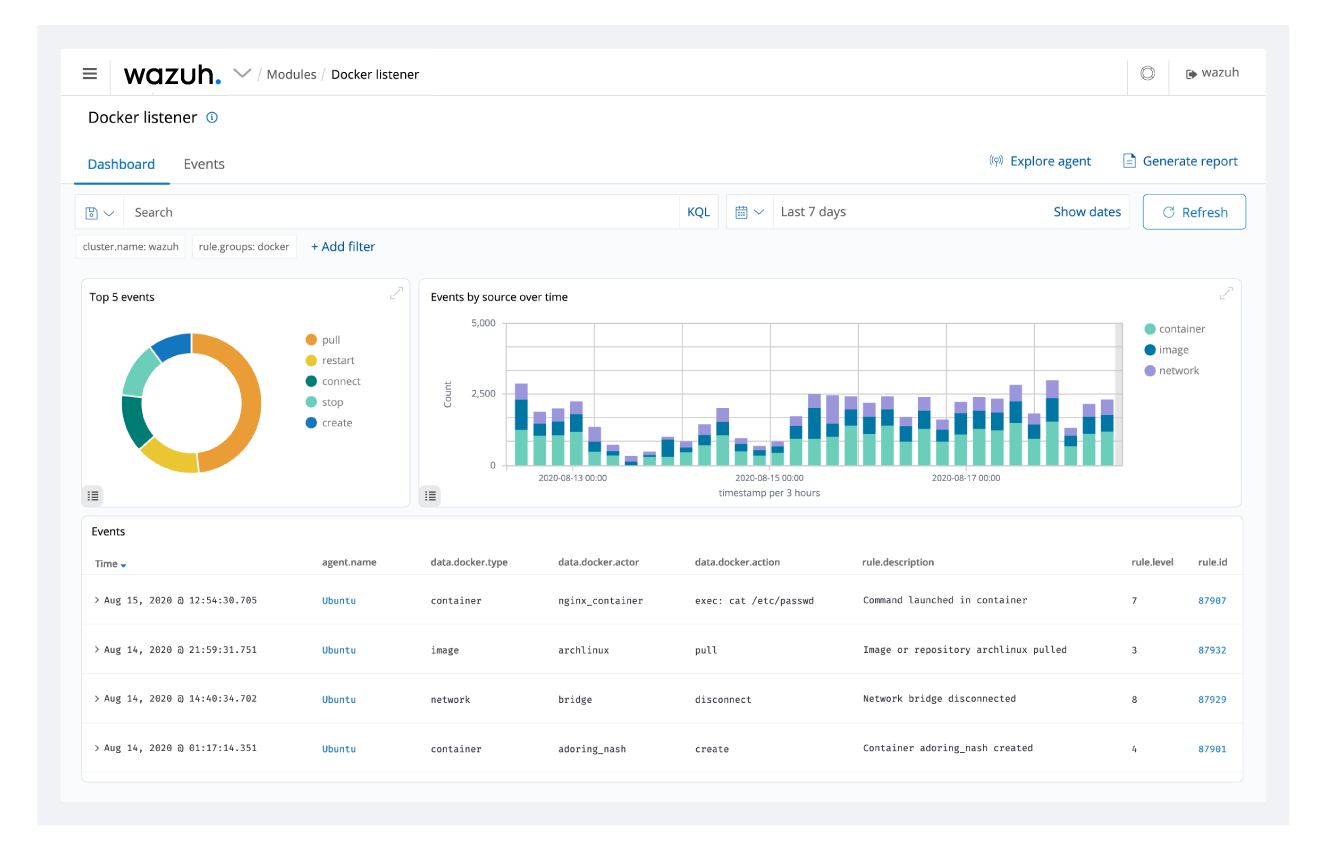 wazuh. / Modules / Docker listener wazuh
Docker listener
Dashboard Events Explore agent Generate report
Search KQL Last 7 days Show dates Refresh
cluster.name: wazuh rule.groups: docker + Add filter
Top 5 events
pull
restart
connect
stop
create
Events by source over time
5,000
2,500
0
Count
2020-08-13 00:00 2020-08-15 00:00 2020-08-17 00:00
timestamp per 3 hours
container
image
network
Events
Time agent.name data.docker.type data.docker.actor data.docker.action rule.description rule.level rule.id
> Aug 15, 2020 @ 12:54:30.705 Ubuntu container nginx_container exec: cat /etc/passwd Command launched in container 7 87907
> Aug 14, 2020 @ 21:59:31.751 Ubuntu image archlinux pull Image or repository archlinux pulled 3 87932
> Aug 14, 2020 @ 14:40:34.702 Ubuntu network bridge disconnect Network bridge disconnected 8 87929
> Aug 14, 2020 @ 01:17:14.351 Ubuntu container adoring_nash create Container adoring_nash created 4 87901